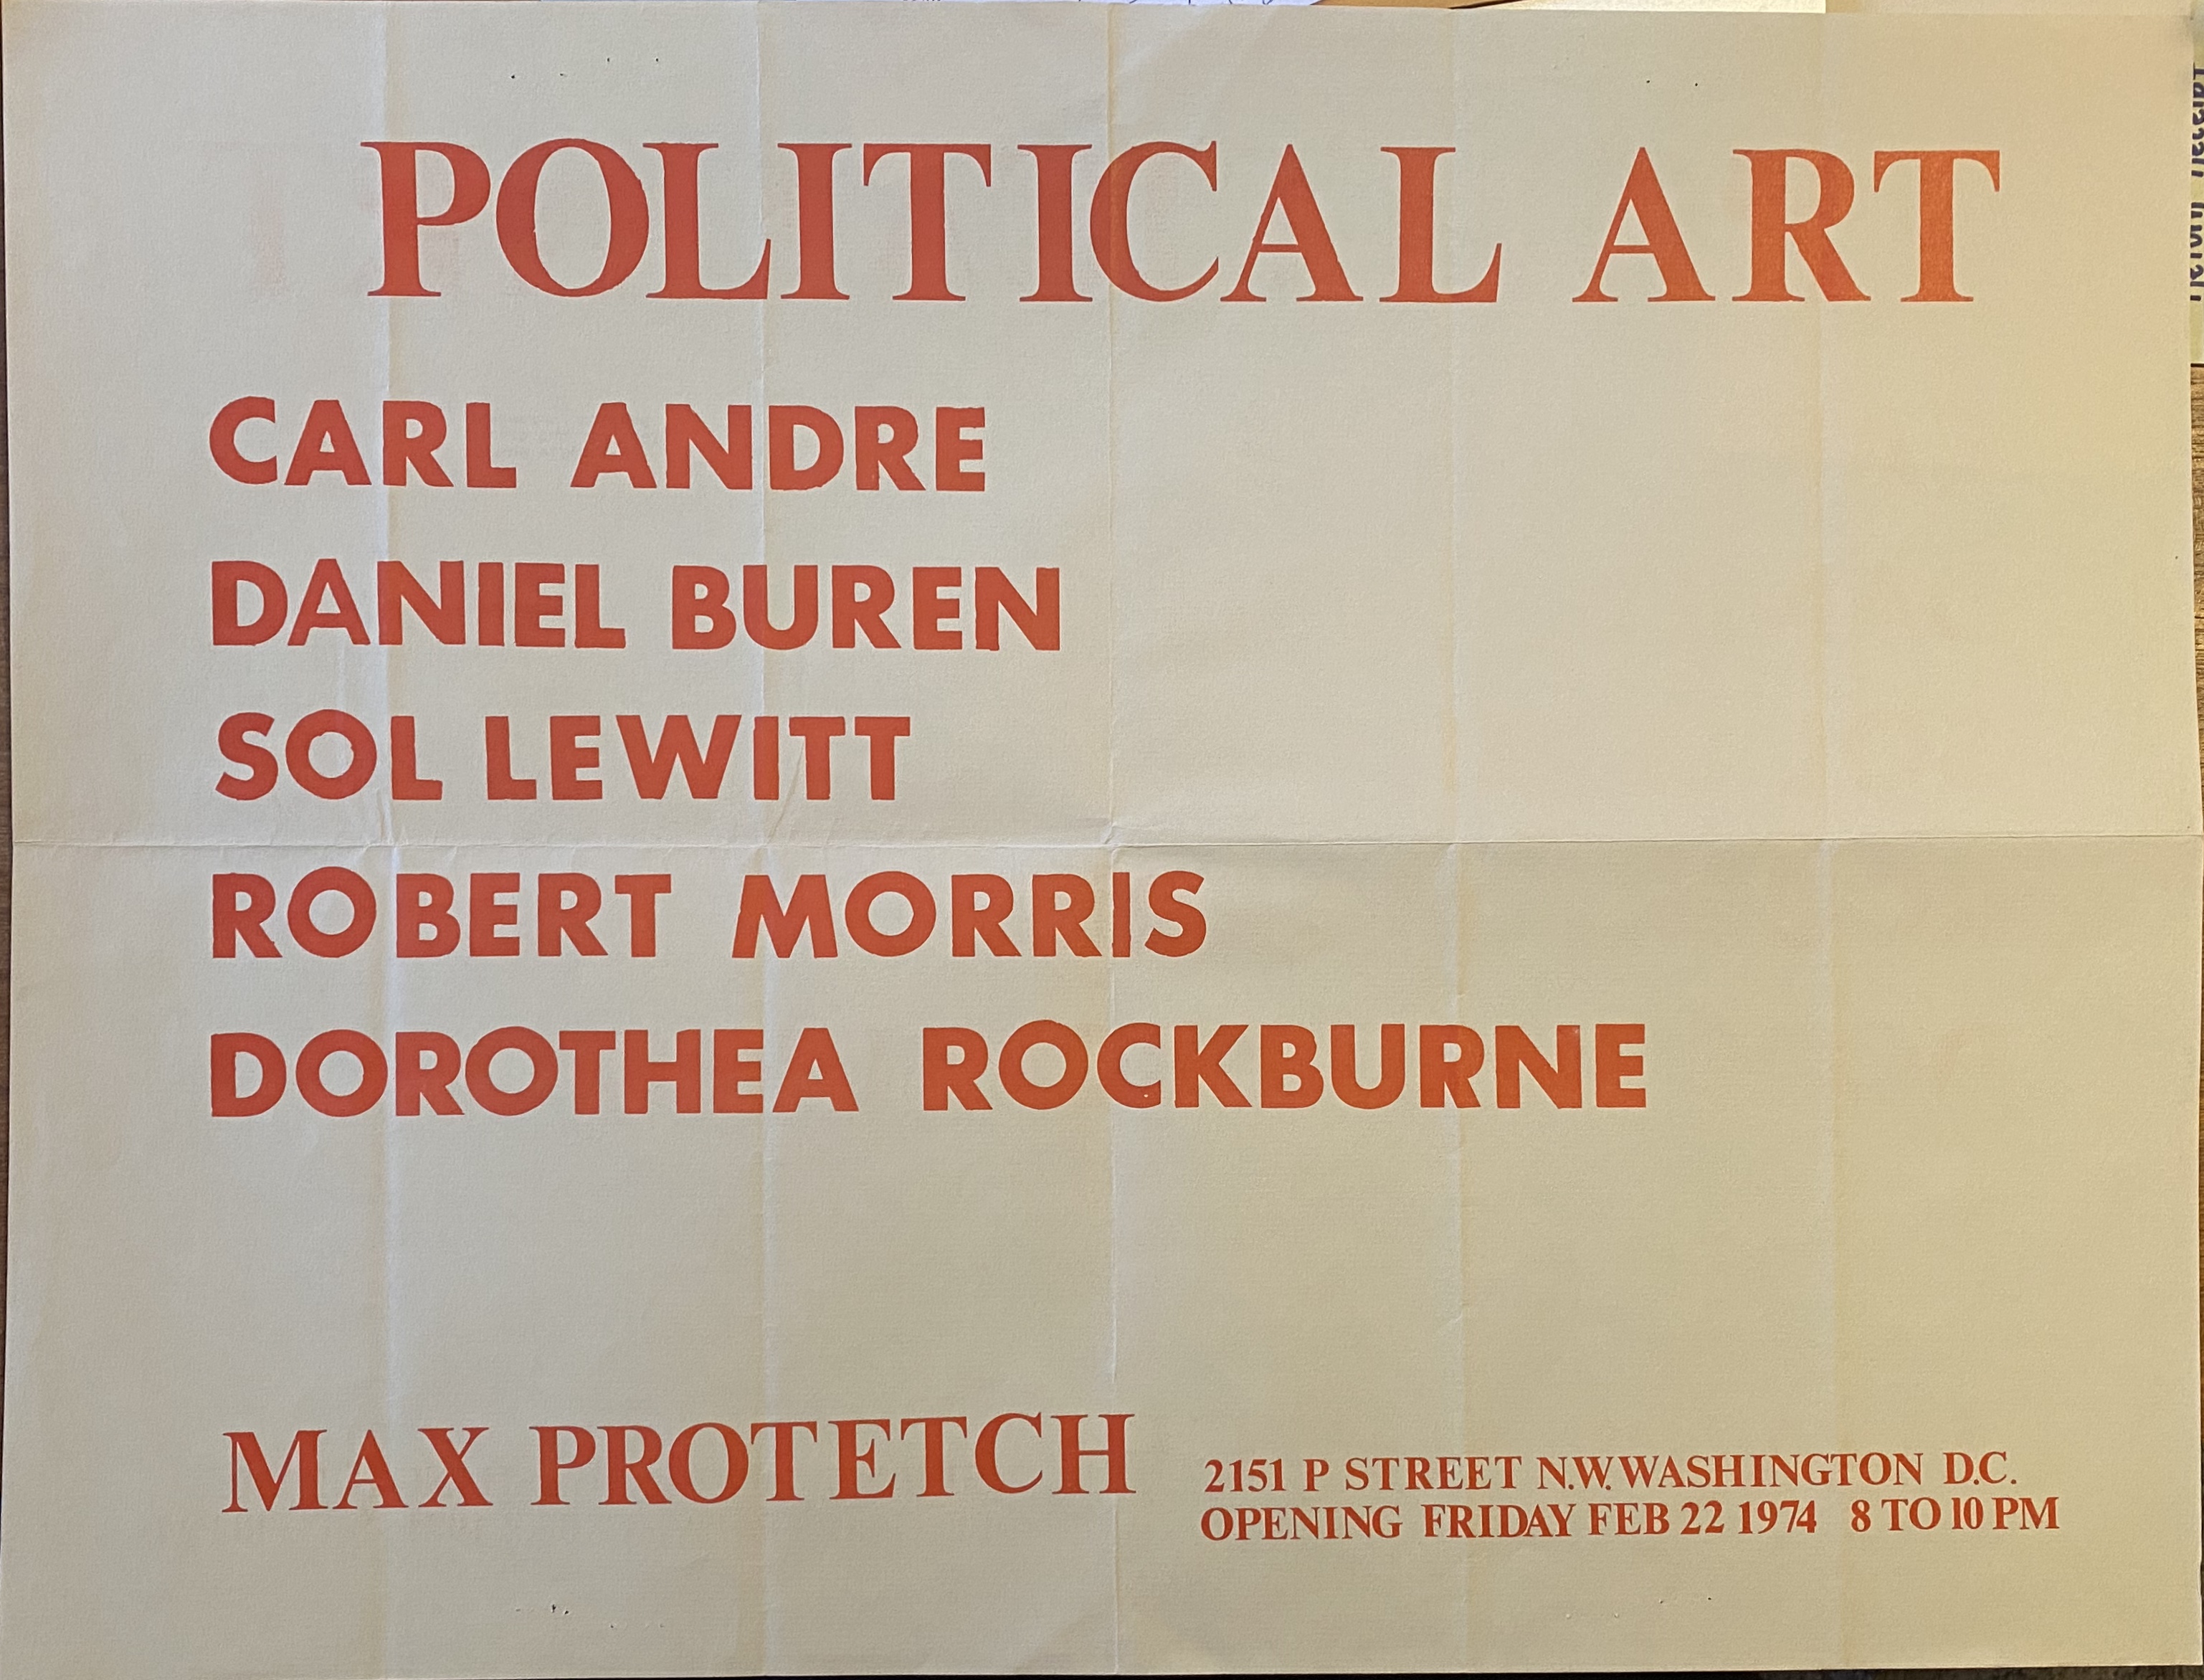 POLITICAL ART
CARL ANDRE
DANIEL BUREN
SOL LEWITT
ROBERT MORRIS
DOROTHEA ROCKBURNE
MAX PROTETCH
2151 P STREET N.W. WASHINGTON D.C.
OPENING FRIDAY FEB 22 1974 8 TO 10 PM